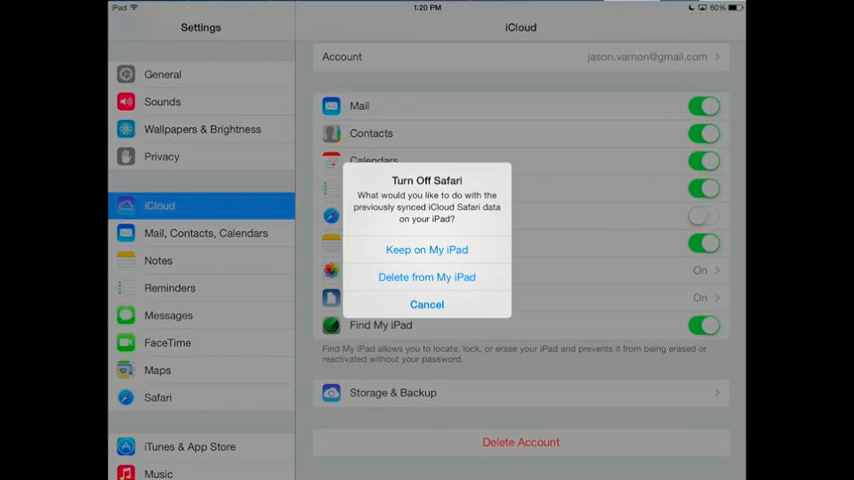 iPad
1:20 PM
60%
Settings
iCloud
General
Sounds
Wallpapers & Brightness
Privacy
iCloud
Mail, Contacts, Calendars
Notes
Reminders
Messages
FaceTime
Maps
Safari
iTunes & App Store
Music
Account
jason.varnon@gmail.com
Mail
Contacts
Calendars
Turn Off Safari
What would you like to do with the
previously synced iCloud Safari data
on your iPad?
Keep on My iPad
Delete from My iPad
Cancel
On
On
Find My iPad
Find My iPad allows you to locate, lock, or erase your iPad and prevents it from being erased or
reactivated without your password.
Storage & Backup
Delete Account